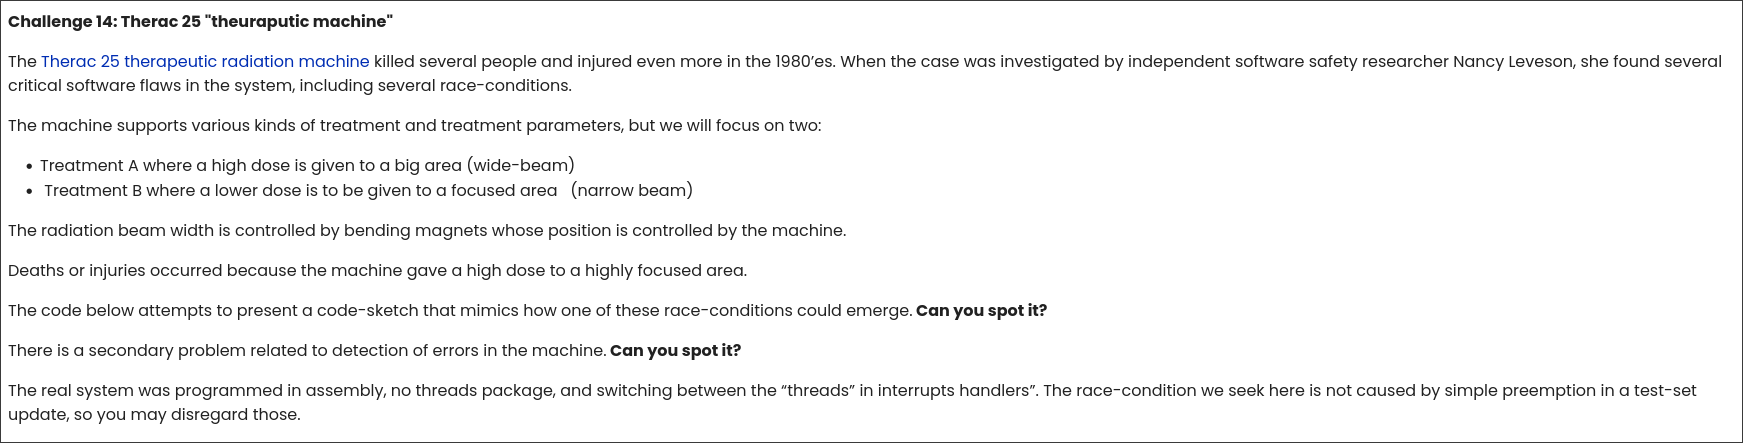 Challenge 14: Therac 25 "theuraputic machine"
The Therac 25 therapeutic radiation machine killed several people and injured even more in the 1980’es. When the case was investigated by independent software safety researcher Nancy Leveson, she found several
critical software flaws in the system, including several race-conditions.
The machine supports various kinds of treatment and treatment parameters, but we will focus on two:
• Treatment A where a high dose is given to a big area (wide-beam)
• Treatment B where a lower dose is to be given to a focused area (narrow beam)
The radiation beam width is controlled by bending magnets whose position is controlled by the machine.
Deaths or injuries occurred because the machine gave a high dose to a highly focused area.
The code below attempts to present a code-sketch that mimics how one of these race-conditions could emerge. Can you spot it?
There is a secondary problem related to detection of errors in the machine. Can you spot it?
The real system was programmed in assembly, no threads package, and switching between the “threads” in interrupts handlers”. The race-condition we seek here is not caused by simple preemption in a test-set
update, so you may disregard those.